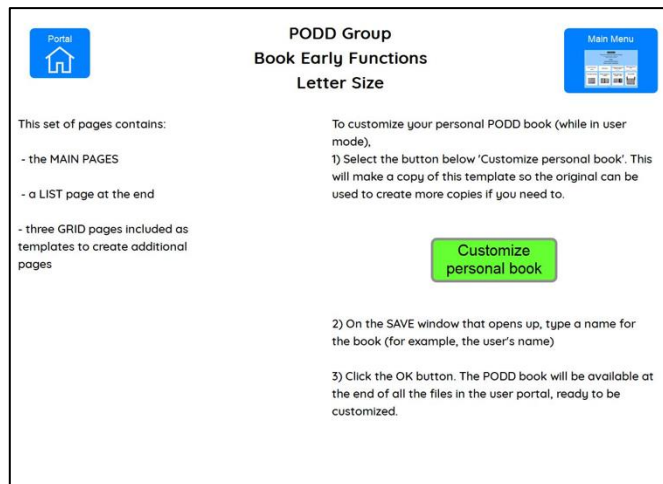 Portal
PODD Group
Book Early Functions
Letter Size
Main Menu
This set of pages contains:
- the MAIN PAGES
- a LIST page at the end
- three GRID pages included as
templates to create additional
pages
To customize your personal PODD book (while in user
mode),
1) Select the button below 'Customize personal book'. This
will make a copy of this template so the original can be
used to create more copies if you need to.
Customize
personal book
2) On the SAVE window that opens up, type a name for
the book (for example, the user's name)
3) Click the OK button. The PODD book will be available at
the end of all the files in the user portal, ready to be
customized.